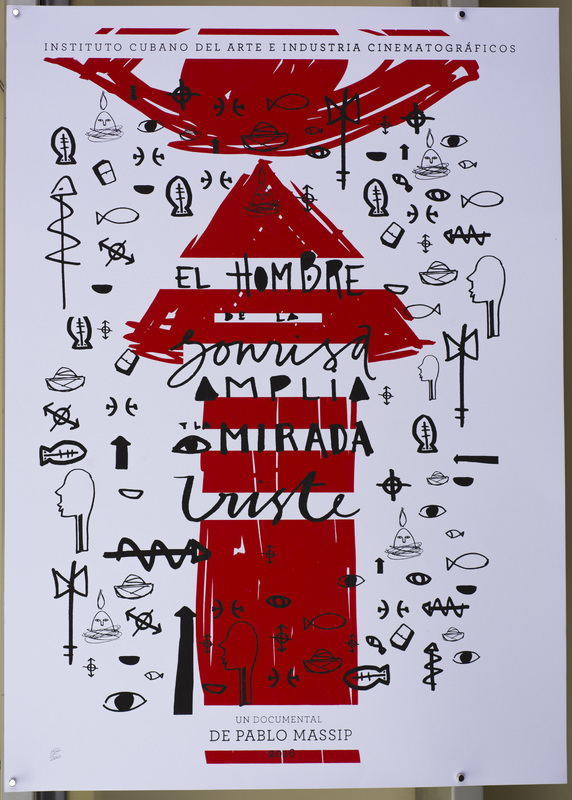 INSTITUTO CUBANO DEL ARTE E INDUSTRIA CINEMATOGRÁFICOS
EL HOMBRE
DE LA
sonrisa
AMPLIA
Y LA
MIRADA
triste
UN DOCUMENTAL
DE PABLO MASSIP